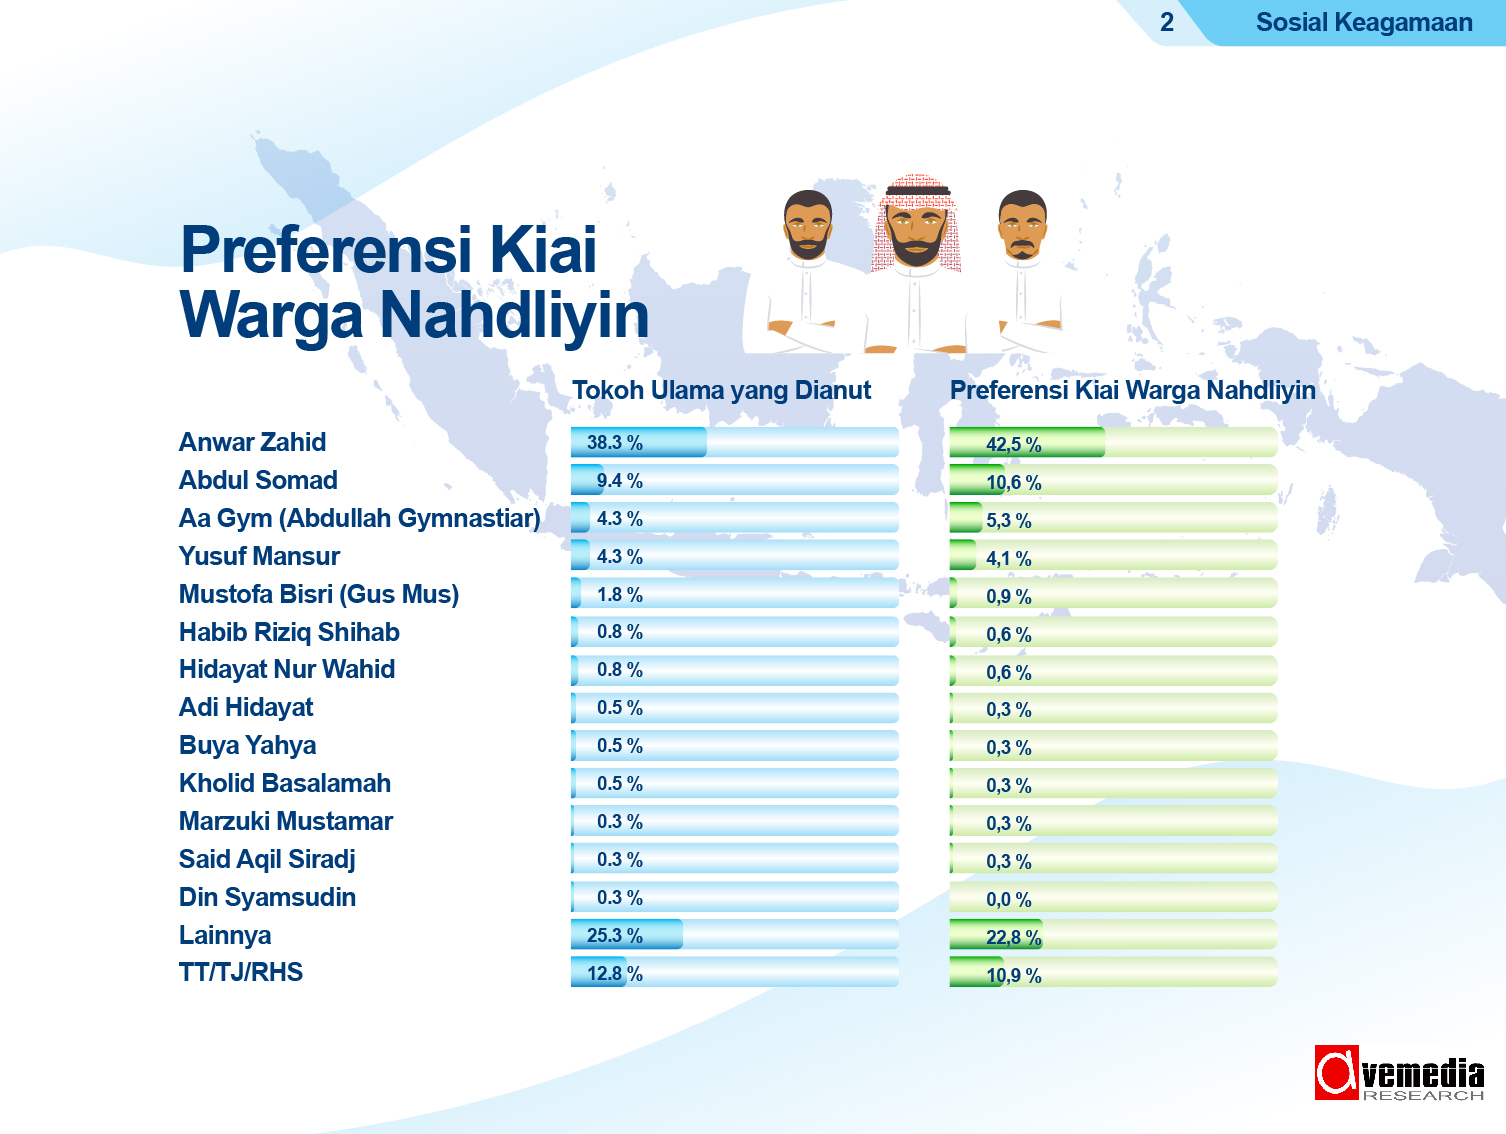 2 Sosial Keagamaan
Preferensi Kiai
Warga Nahdliyin
Tokoh Ulama yang Dianut Preferensi Kiai Warga Nahdliyin
Anwar Zahid 38.3 % 42,5 %
Abdul Somad 9.4 % 10,6 %
Aa Gym (Abdullah Gymnastiar) 4.3 % 5,3 %
Yusuf Mansur 4.3 % 4,1 %
Mustofa Bisri (Gus Mus) 1.8 % 0,9 %
Habib Riziq Shihab 0.8 % 0,6 %
Hidayat Nur Wahid 0.8 % 0,6 %
Adi Hidayat 0.5 % 0,3 %
Buya Yahya 0.5 % 0,3 %
Kholid Basalamah 0.5 % 0,3 %
Marzuki Mustamar 0.3 % 0,3 %
Said Aqil Siradj 0.3 % 0,3 %
Din Syamsudin 0.3 % 0,0 %
Lainnya 25.3 % 22,8 %
TT/TJ/RHS 12.8 % 10,9 %
avemedia
RESEARCH